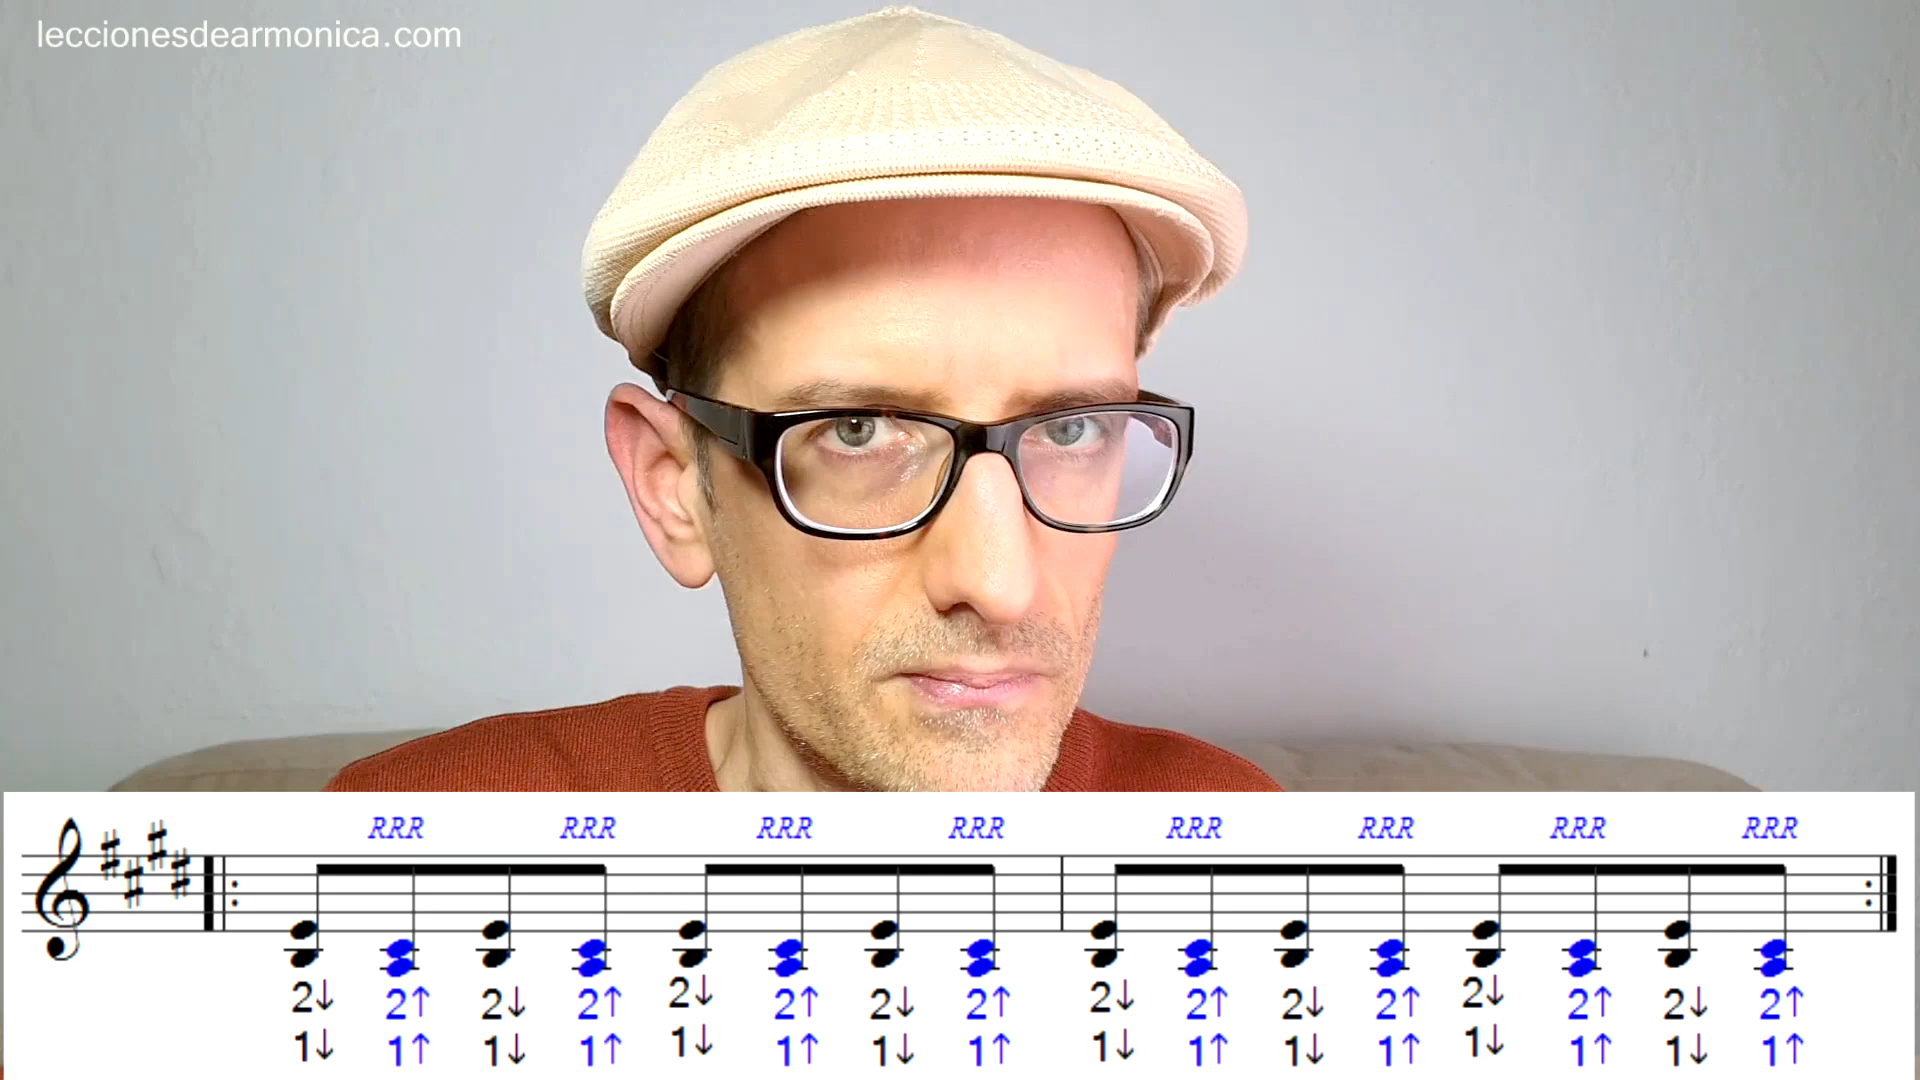 leccionesdearmonica.com
RRR RRR RRR RRR RRR RRR RRR RRR
2↓ 2↑ 2↓ 2↑ 2↓ 2↑ 2↓ 2↑ 2↓ 2↑ 2↓ 2↑ 2↓ 2↑ 2↓ 2↑
1↓ 1↑ 1↓ 1↑ 1↓ 1↑ 1↓ 1↑ 1↓ 1↑ 1↓ 1↑ 1↓ 1↑ 1↓ 1↑